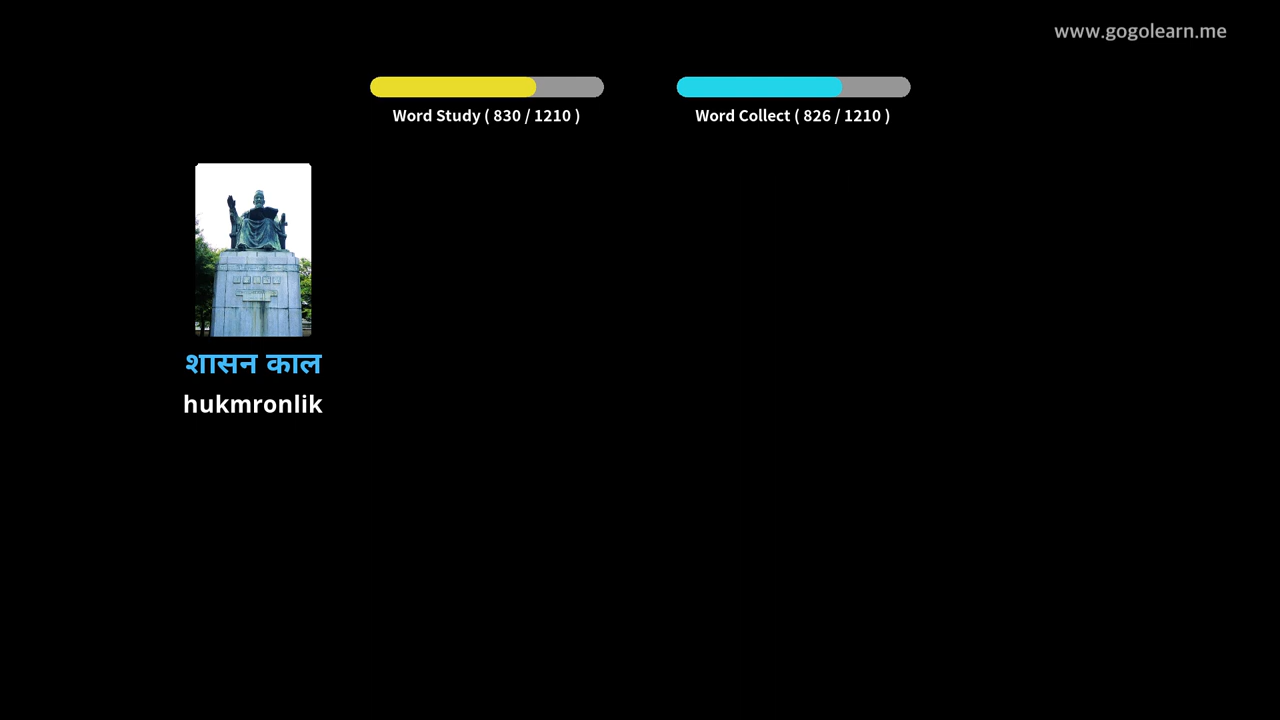 www.gogolearn.me
Word Study ( 830 / 1210 )
Word Collect ( 826 / 1210 )
शासन काल
hukmronlik